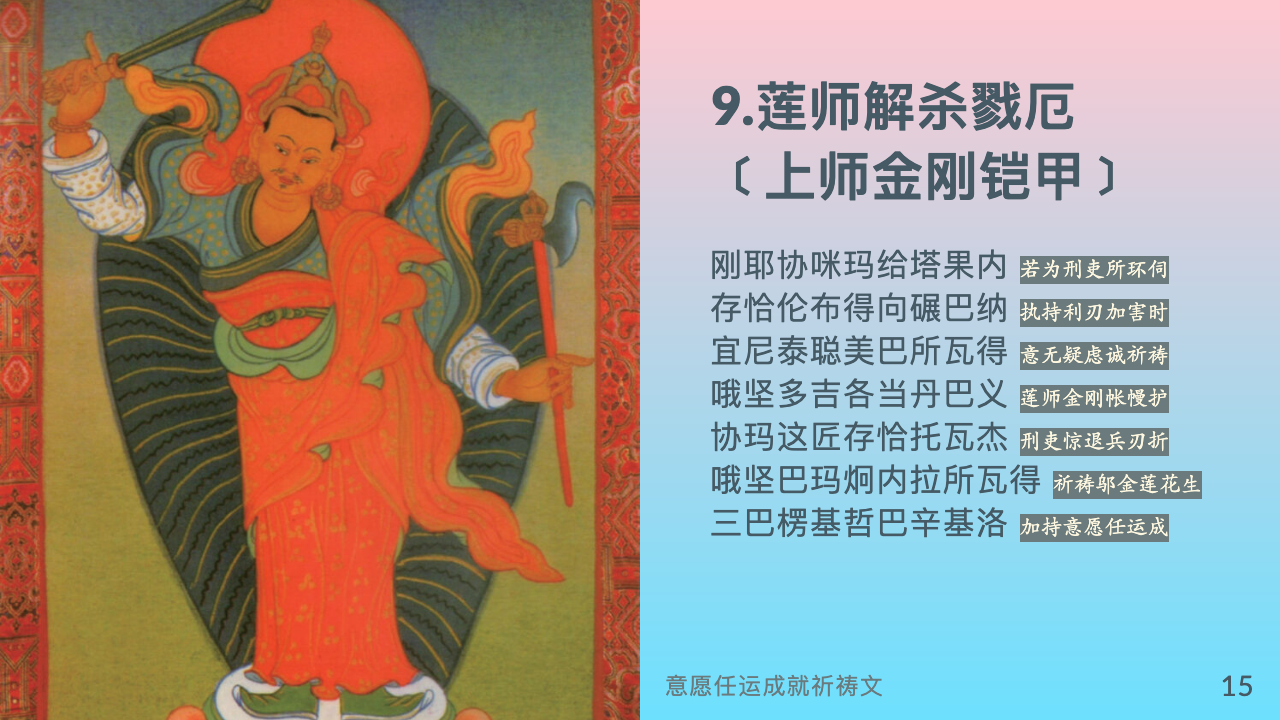 9.莲师解杀戮厄
﹝上师金刚铠甲﹞
刚耶协咪玛给塔果内 若为刑吏所环伺
存恰伦布得向碾巴纳 执持利刃加害时
宜尼泰聪美巴所瓦得 意无疑虑诚祈祷
哦坚多吉各当丹巴义 莲师金刚帐幔护
协玛这匠存恰托瓦杰 刑吏惊退兵刃折
哦坚巴玛炯内拉所瓦得 祈祷邬金莲花生
三巴楞基哲巴辛基洛 加持意愿任运成
意愿任运成就祈祷文
15